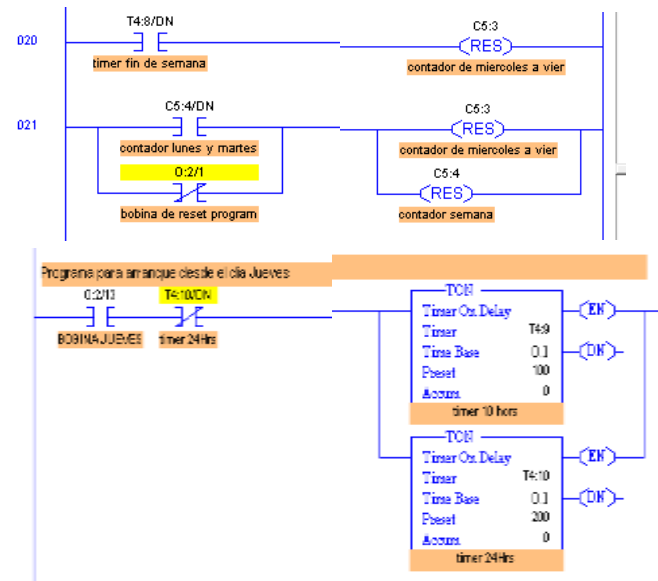 T4:8/DN
C5:3
020
RES
timer fin de semana
contador de miercoles a vier
C5:4/DN
C5:3
021
RES
contador lunes y martes
contador de miercoles a vier
O:2/1
C5:4
RES
bobina de reset program
contador semana
Programa para arranque desde el dia Jueves
O:2/13
T4:10/DN
BOBINA JUEVES
timer 24Hrs
TON
Timer On Delay
EN
Timer T4:9
Time Base 0.1
DN
Preset 100
Accum 0
timer 10 hors
TON
Timer On Delay
EN
Timer T4:10
Time Base 0.1
DN
Preset 200
Accum 0
timer 24Hrs